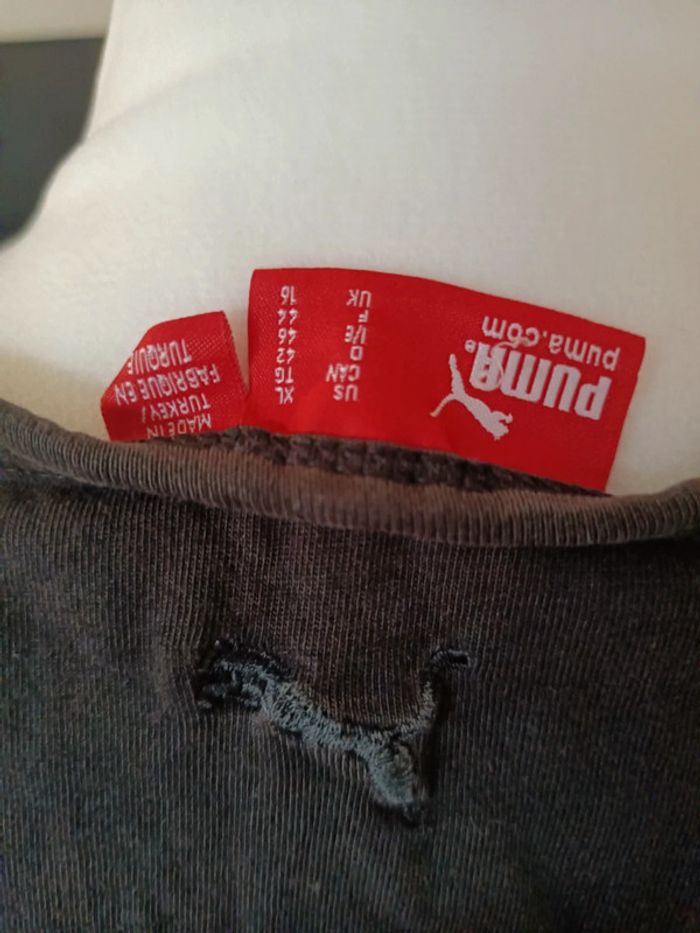 PUMA®
puma.com
US XL
CAN TG
D 42
I/E 46
F 44
UK 16
MADE IN
TURKEY /
FABRIQUE EN
TURQUIE